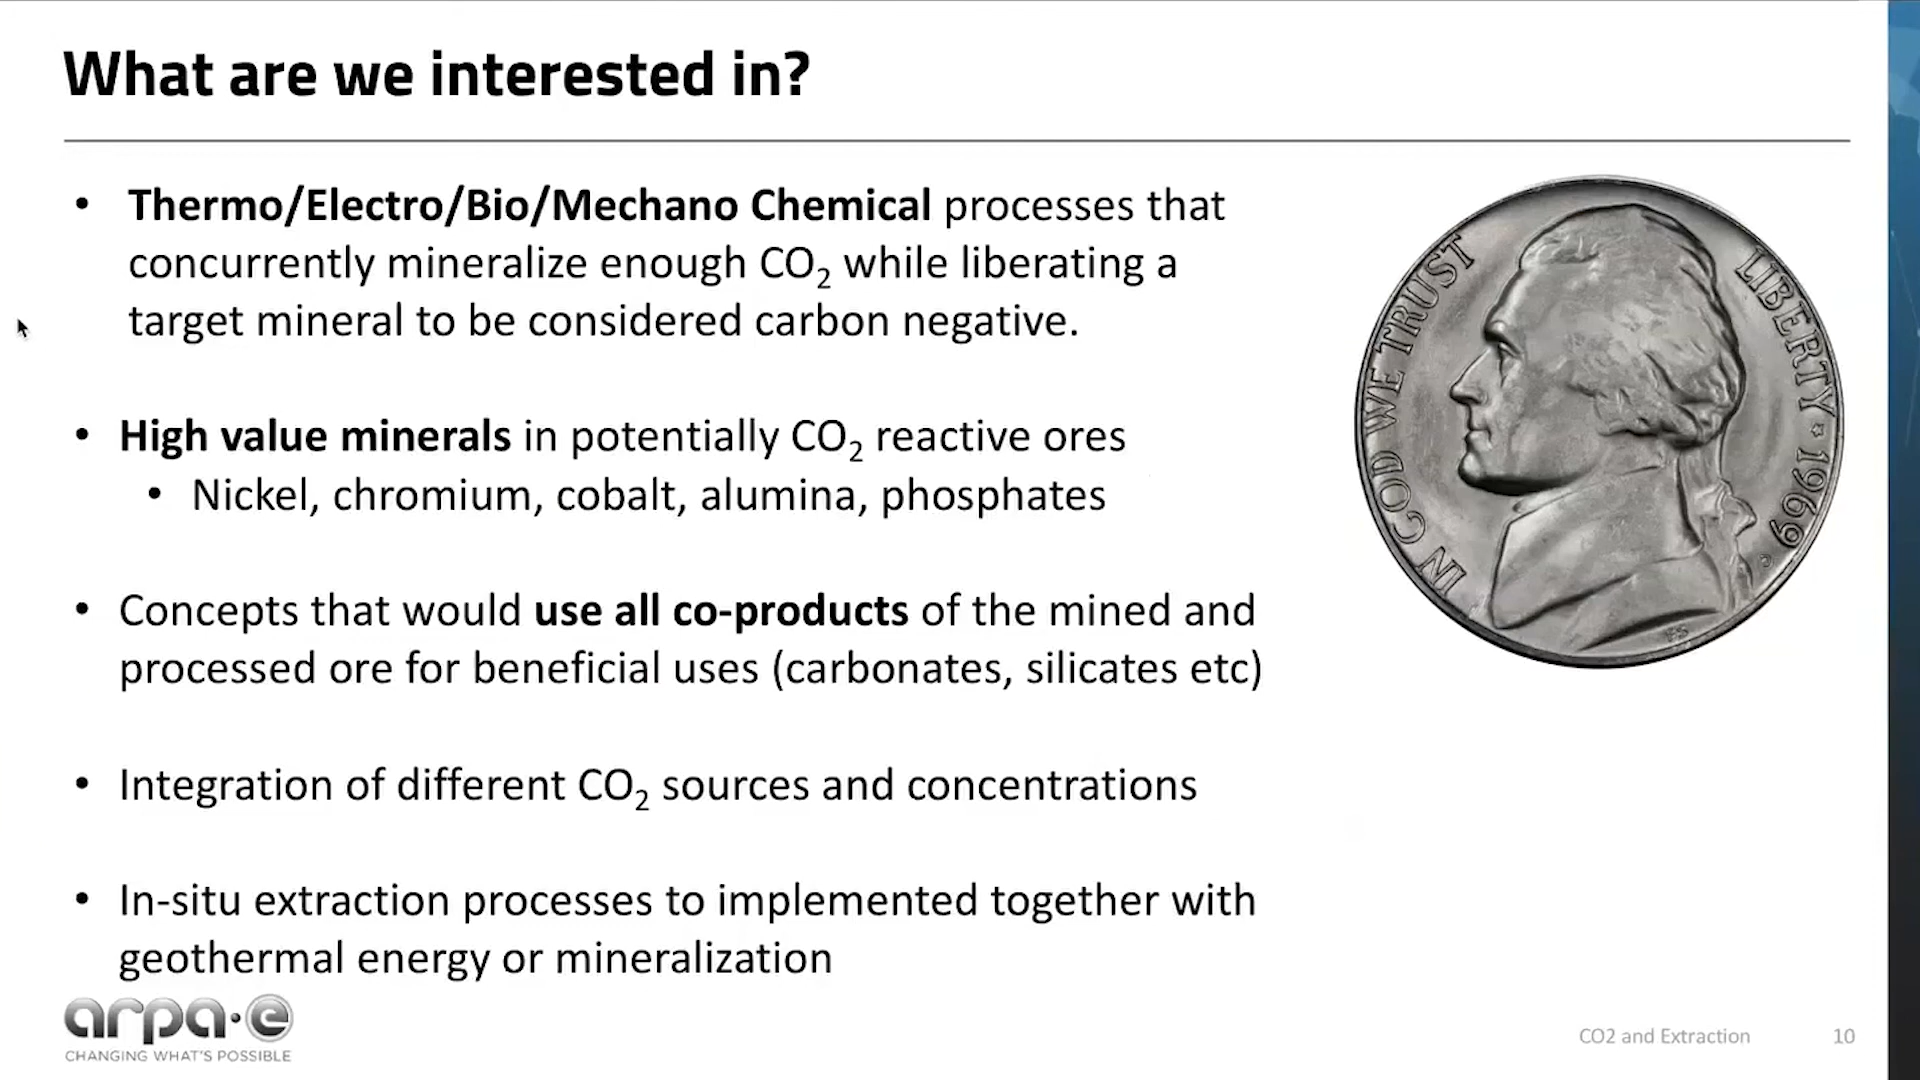 What are we interested in?
• Thermo/Electro/Bio/Mechano Chemical processes that
concurrently mineralize enough CO₂ while liberating a
target mineral to be considered carbon negative.
• High value minerals in potentially CO₂ reactive ores
• Nickel, chromium, cobalt, alumina, phosphates
• Concepts that would use all co-products of the mined and
processed ore for beneficial uses (carbonates, silicates etc)
• Integration of different CO₂ sources and concentrations
• In-situ extraction processes to implemented together with
geothermal energy or mineralization
IN GOD WE TRUST
LIBERTY ★ 1969
D
FS
arpa·e
CHANGING WHAT'S POSSIBLE
CO2 and Extraction
10